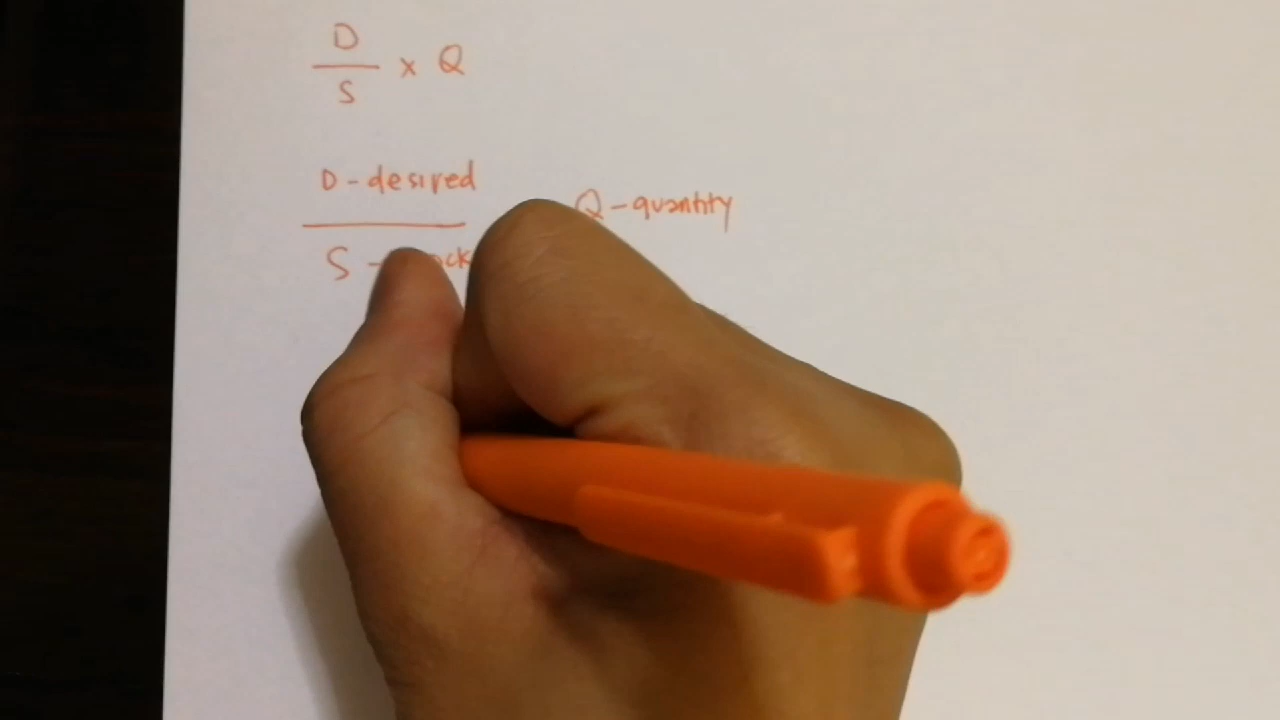 D
S
x Q
D - desired
S -
Q - quantity